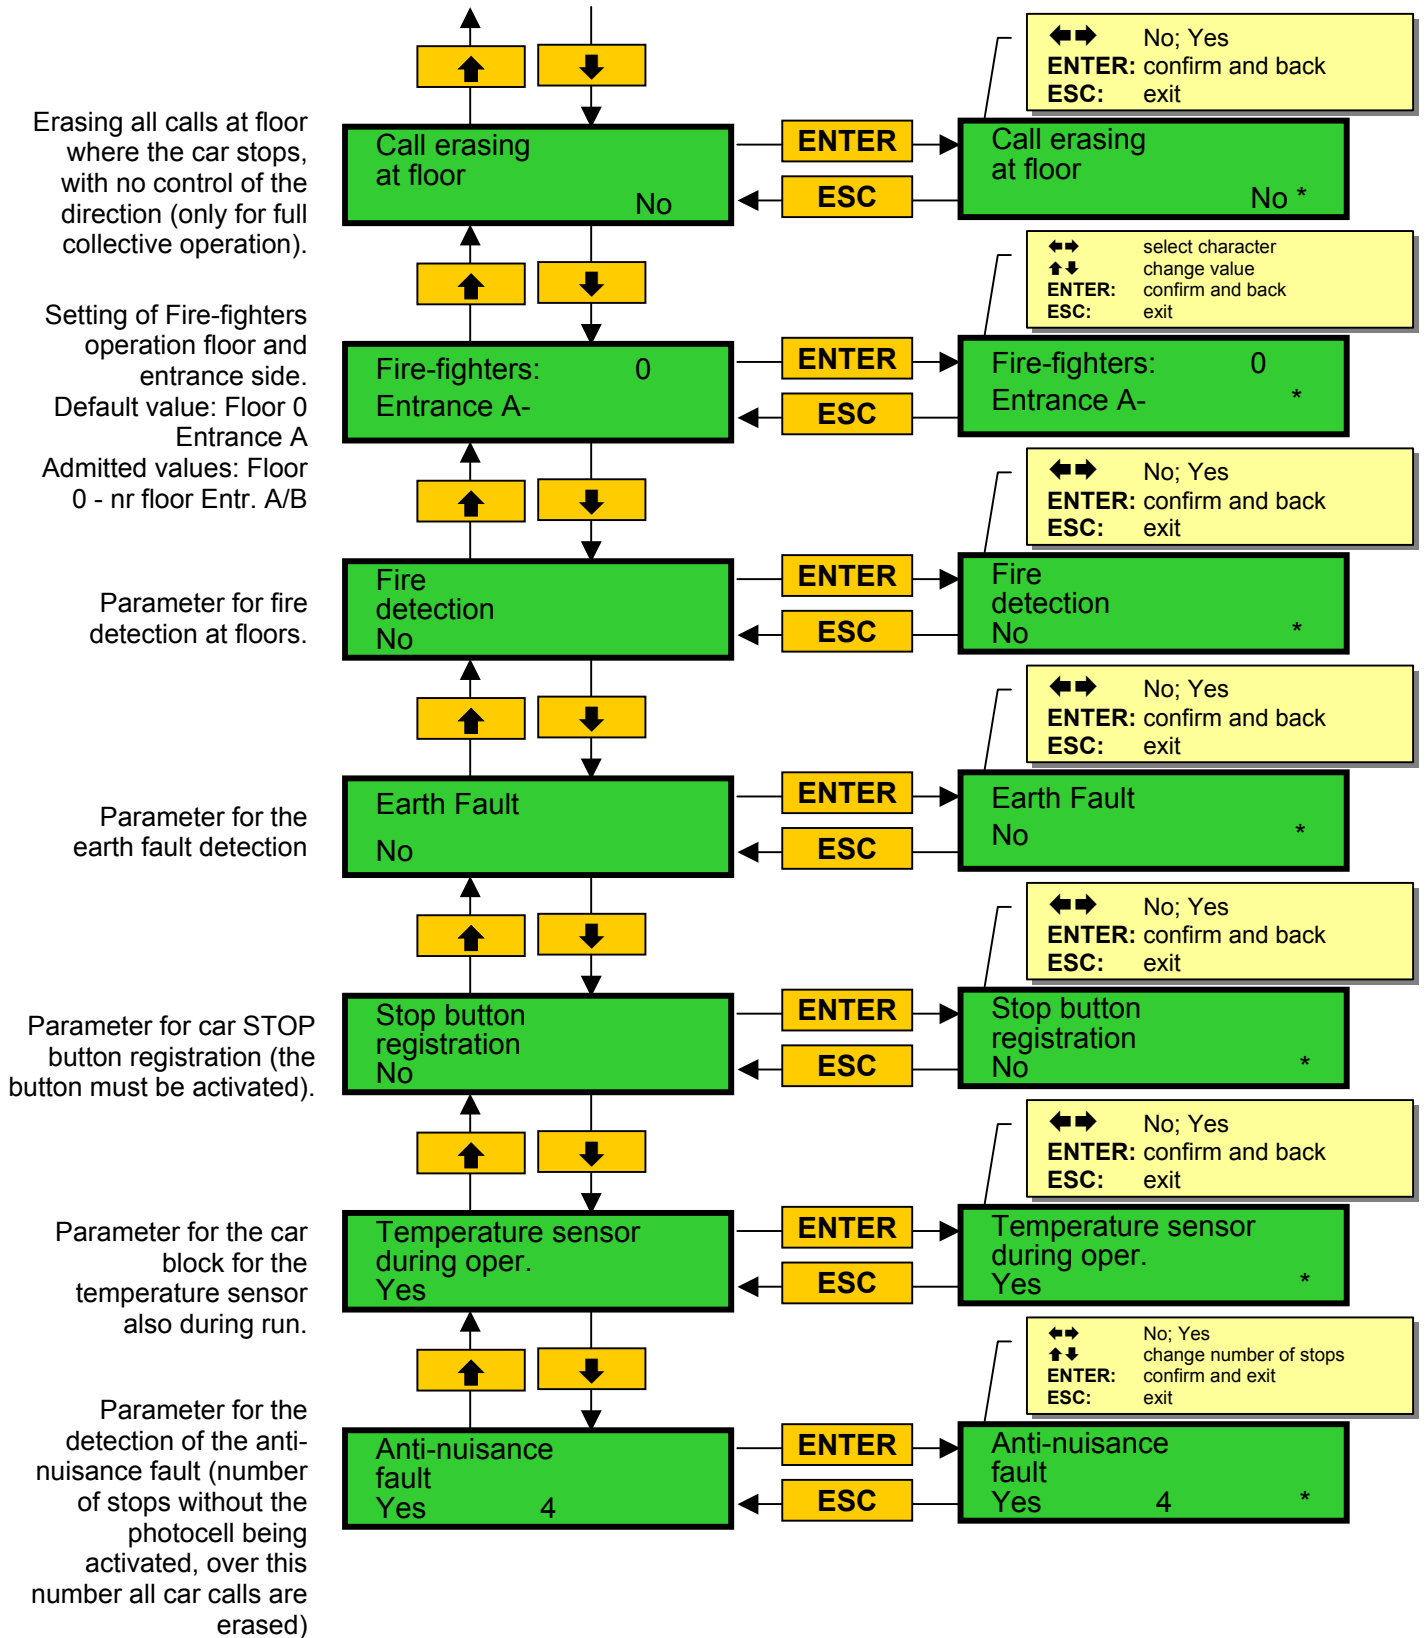 Erasing all calls at floor
where the car stops,
with no control of the
direction (only for full
collective operation).
Call erasing
at floor
No
ENTER
ESC
Call erasing
at floor
No *
No; Yes
ENTER: confirm and back
ESC: exit
Setting of Fire-fighters
operation floor and
entrance side.
Default value: Floor 0
Entrance A
Admitted values: Floor
0 - nr floor Entr. A/B
Fire-fighters: 0
Entrance A-
ENTER
ESC
Fire-fighters: 0
Entrance A- *
select character
change value
ENTER: confirm and back
ESC: exit
Parameter for fire
detection at floors.
Fire
detection
No
ENTER
ESC
Fire
detection
No *
No; Yes
ENTER: confirm and back
ESC: exit
Parameter for the
earth fault detection
Earth Fault
No
ENTER
ESC
Earth Fault
No *
No; Yes
ENTER: confirm and back
ESC: exit
Parameter for car STOP
button registration (the
button must be activated).
Stop button
registration
No
ENTER
ESC
Stop button
registration
No *
No; Yes
ENTER: confirm and back
ESC: exit
Parameter for the car
block for the
temperature sensor
also during run.
Temperature sensor
during oper.
Yes
ENTER
ESC
Temperature sensor
during oper.
Yes *
No; Yes
ENTER: confirm and back
ESC: exit
Parameter for the
detection of the anti-
nuisance fault (number
of stops without the
photocell being
activated, over this
number all car calls are
erased)
Anti-nuisance
fault
Yes 4
ENTER
ESC
Anti-nuisance
fault
Yes 4 *
No; Yes
change number of stops
ENTER: confirm and exit
ESC: exit